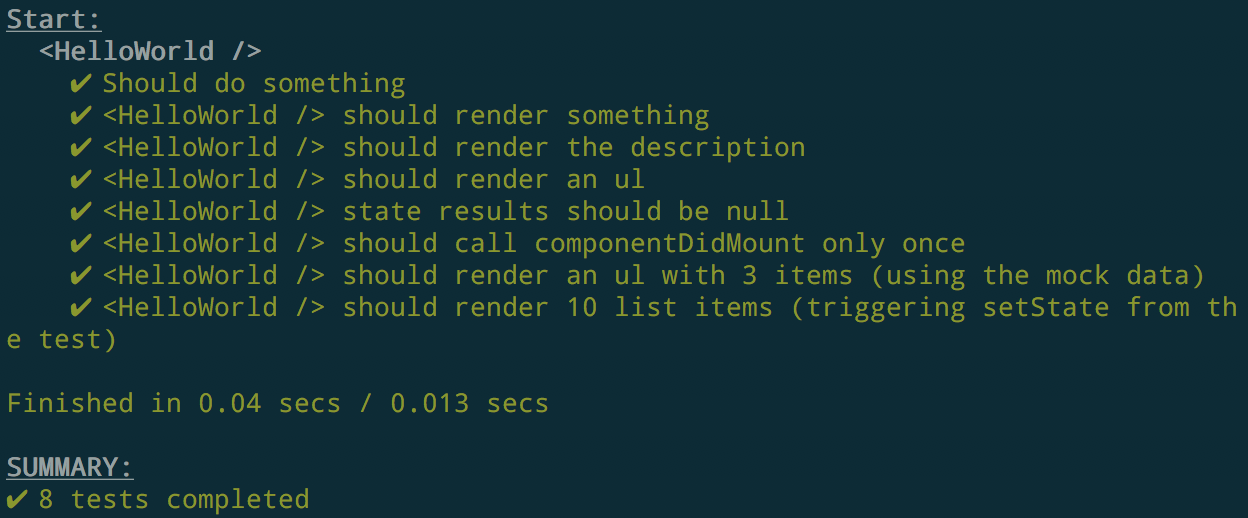 Start:
<HelloWorld />
✔ Should do something
✔ <HelloWorld /> should render something
✔ <HelloWorld /> should render the description
✔ <HelloWorld /> should render an ul
✔ <HelloWorld /> state results should be null
✔ <HelloWorld /> should call componentDidMount only once
✔ <HelloWorld /> should render an ul with 3 items (using the mock data)
✔ <HelloWorld /> should render 10 list items (triggering setState from th
e test)
Finished in 0.04 secs / 0.013 secs
SUMMARY:
✔ 8 tests completed